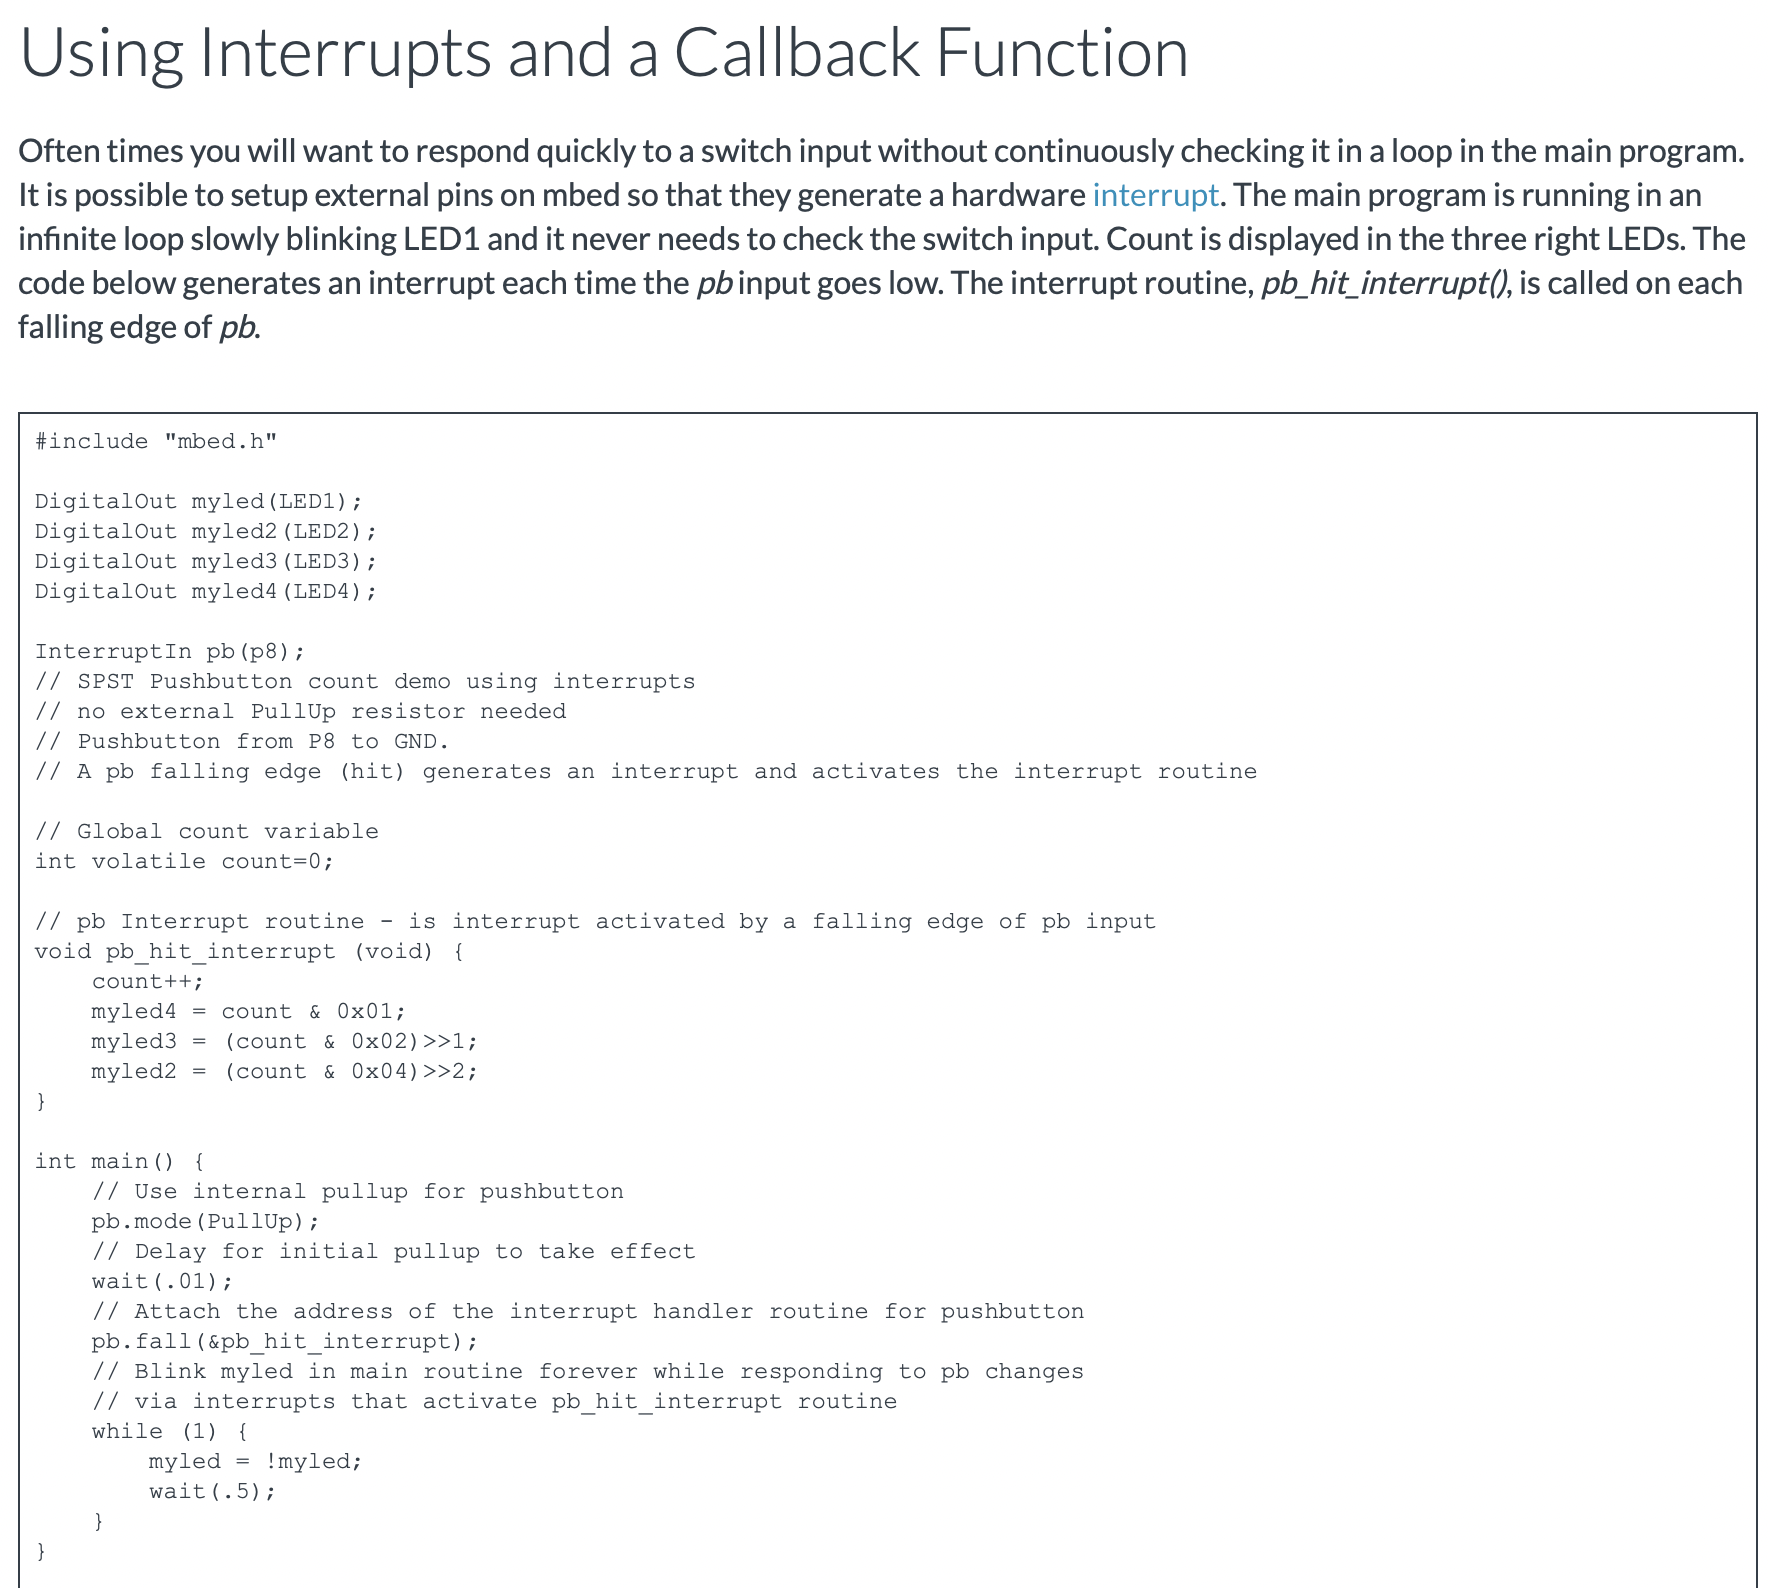 Using Interrupts and a Callback Function
Often times you will want to respond quickly to a switch input without continuously checking it in a loop in the main program.
It is possible to setup external pins on mbed so that they generate a hardware interrupt. The main program is running in an
infinite loop slowly blinking LED1 and it never needs to check the switch input. Count is displayed in the three right LEDs. The
code below generates an interrupt each time the pb input goes low. The interrupt routine, pb_hit_interrupt(), is called on each
falling edge of pb.
#include "mbed.h"
DigitalOut myled(LED1);
DigitalOut myled2(LED2);
DigitalOut myled3(LED3);
DigitalOut myled4(LED4);
InterruptIn pb(p8);
// SPST Pushbutton count demo using interrupts
// no external PullUp resistor needed
// Pushbutton from P8 to GND.
// A pb falling edge (hit) generates an interrupt and activates the interrupt routine
// Global count variable
int volatile count=0;
// pb Interrupt routine - is interrupt activated by a falling edge of pb input
void pb_hit_interrupt (void) {
    count++;
    myled4 = count & 0x01;
    myled3 = (count & 0x02)>>1;
    myled2 = (count & 0x04)>>2;
}
int main() {
    // Use internal pullup for pushbutton
    pb.mode(PullUp);
    // Delay for initial pullup to take effect
    wait(.01);
    // Attach the address of the interrupt handler routine for pushbutton
    pb.fall(&pb_hit_interrupt);
    // Blink myled in main routine forever while responding to pb changes
    // via interrupts that activate pb_hit_interrupt routine
    while (1) {
        myled = !myled;
        wait(.5);
    }
}